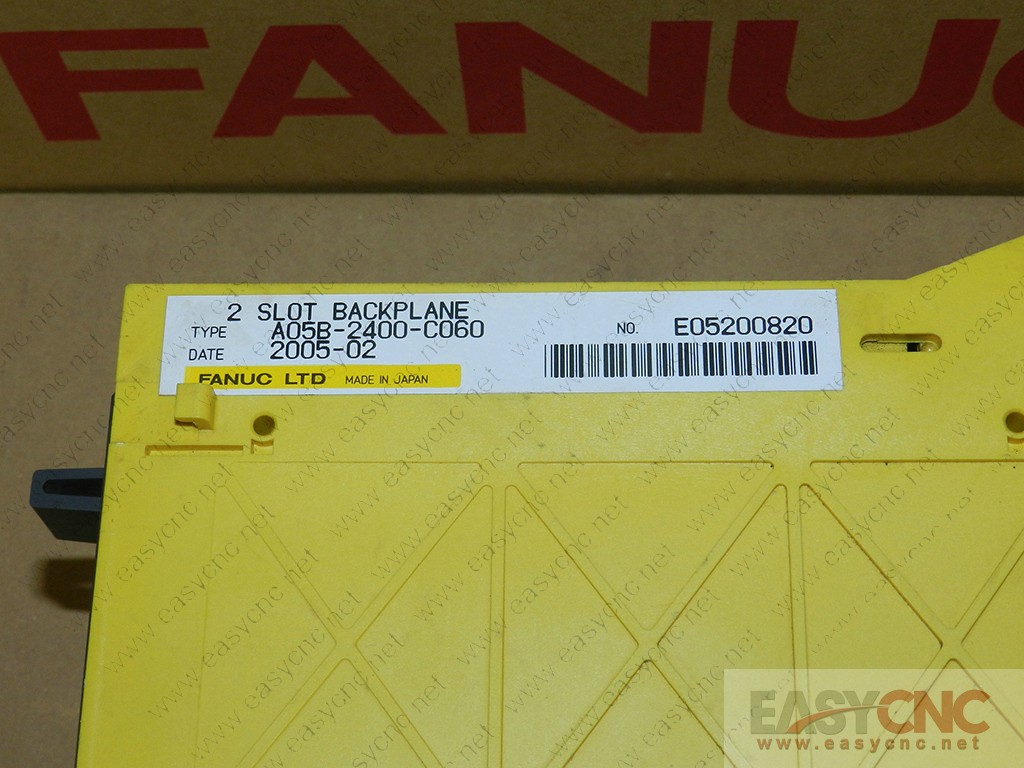 FANUC
2 SLOT BACKPLANE
TYPE A05B-2400-C060
DATE 2005-02
NO. E05200820
FANUC LTD MADE IN JAPAN
www.easycnc.net
EASYCNC
www.easycnc.net